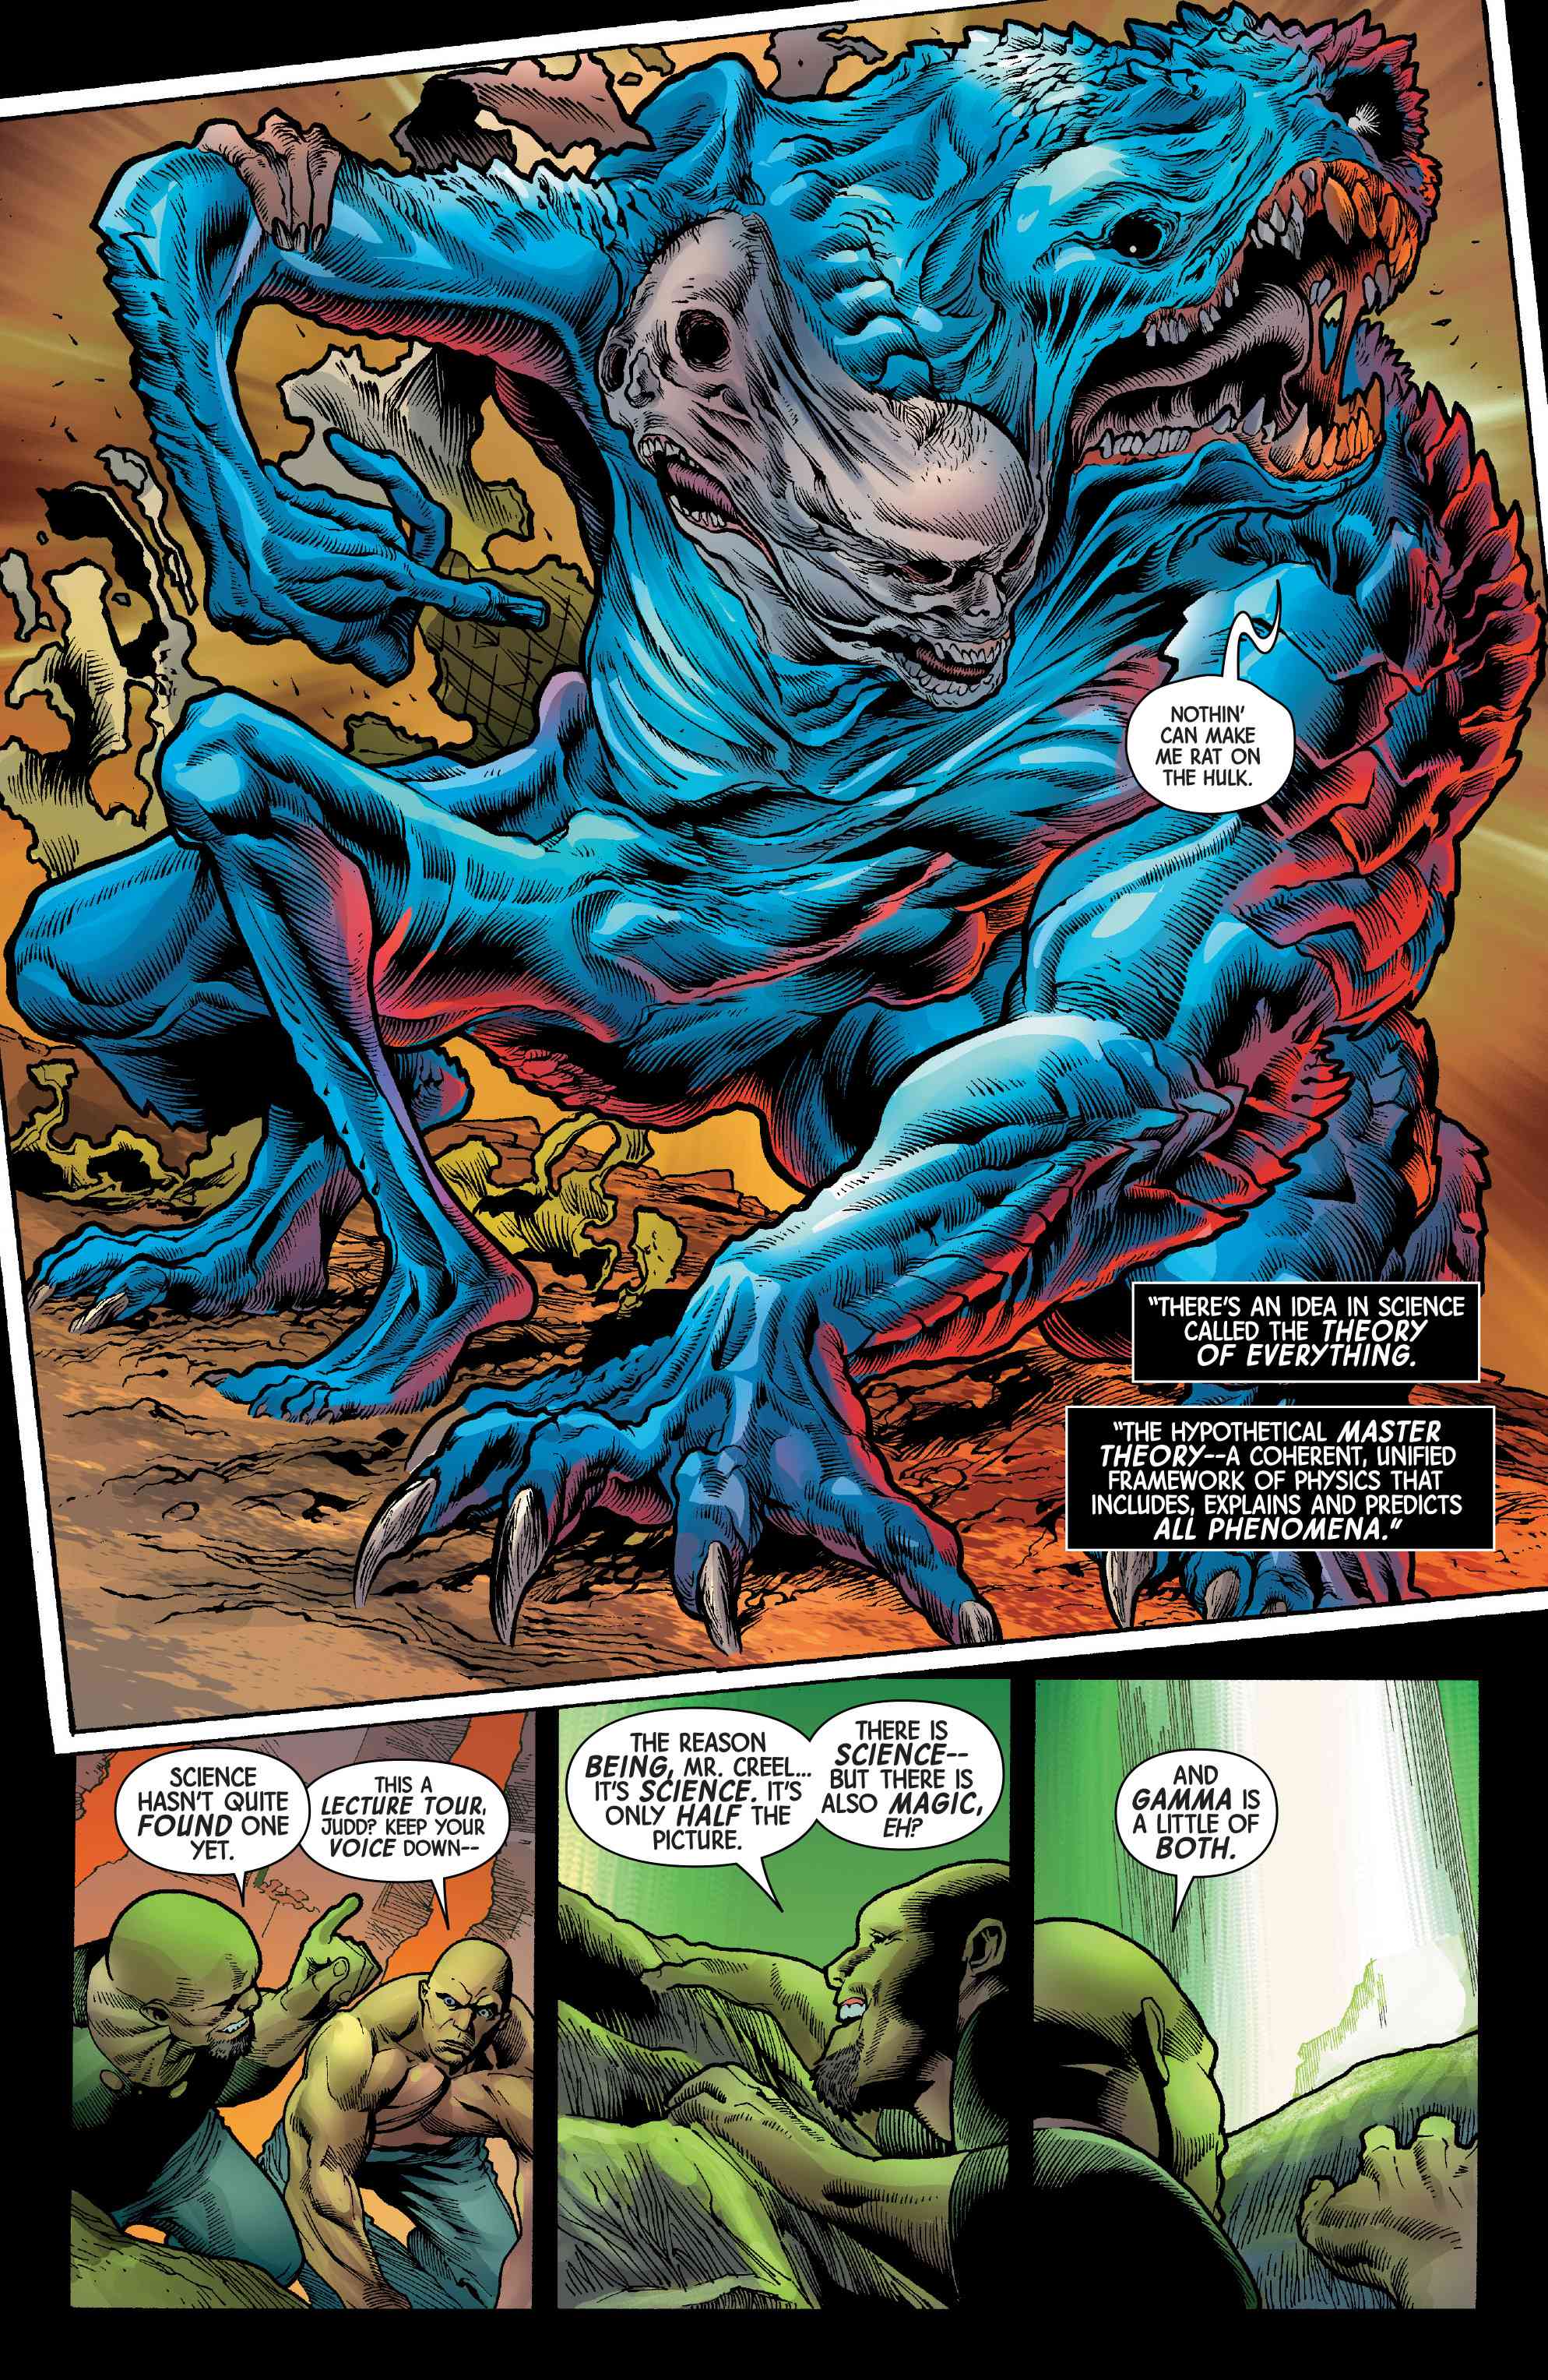 NOTHIN'
CAN MAKE
ME RAT ON
THE HULK.
"THERE'S AN IDEA IN SCIENCE
CALLED THE THEORY
OF EVERYTHING.
"THE HYPOTHETICAL MASTER
THEORY--A COHERENT, UNIFIED
FRAMEWORK OF PHYSICS THAT
INCLUDES, EXPLAINS AND PREDICTS
ALL PHENOMENA."
SCIENCE
HASN'T QUITE
FOUND ONE
YET.
THIS A
LECTURE TOUR,
JUDD? KEEP YOUR
VOICE DOWN--
THE REASON
BEING, MR. CREEL...
IT'S SCIENCE. IT'S
ONLY HALF THE
PICTURE.
THERE IS
SCIENCE--
BUT THERE IS
ALSO MAGIC,
EH?
AND
GAMMA IS
A LITTLE OF
BOTH.